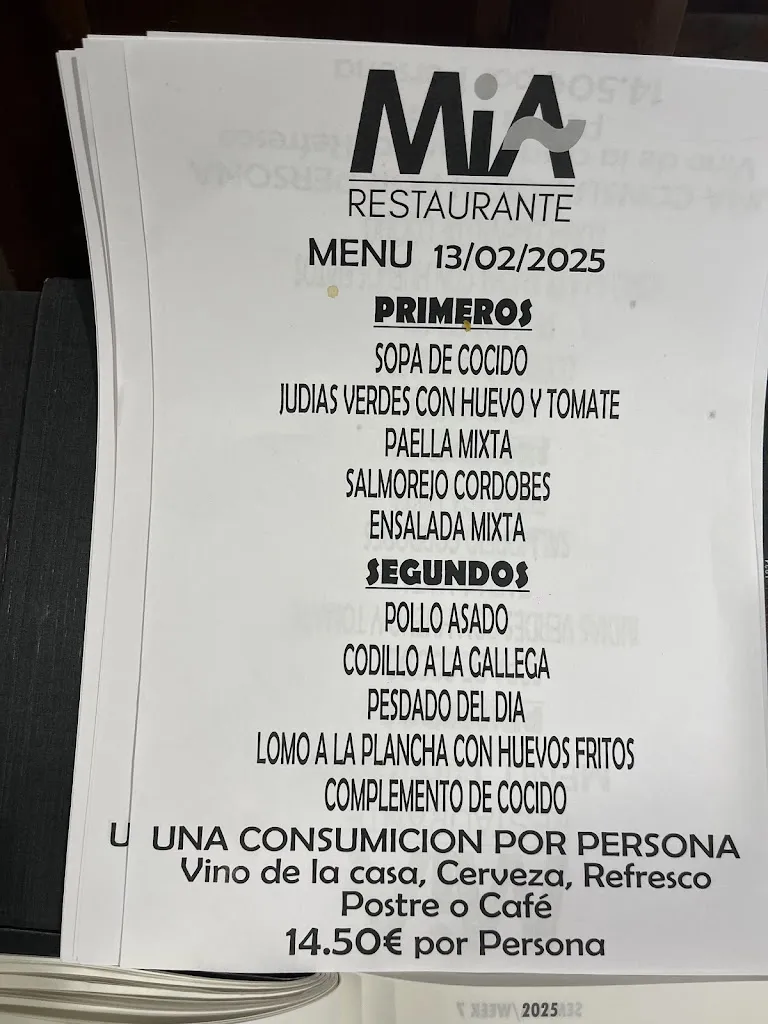 MiA
RESTAURANTE
MENU 13/02/2025
PRIMEROS
SOPA DE COCIDO
JUDIAS VERDES CON HUEVO Y TOMATE
PAELLA MIXTA
SALMOREJO CORDOBES
ENSALADA MIXTA
SEGUNDOS
POLLO ASADO
CODILLO A LA GALLEGA
PESDADO DEL DIA
LOMO A LA PLANCHA CON HUEVOS FRITOS
COMPLEMENTO DE COCIDO
U UNA CONSUMICION POR PERSONA
Vino de la casa, Cerveza, Refresco
Postre o Café
14.50€ por Persona
2025